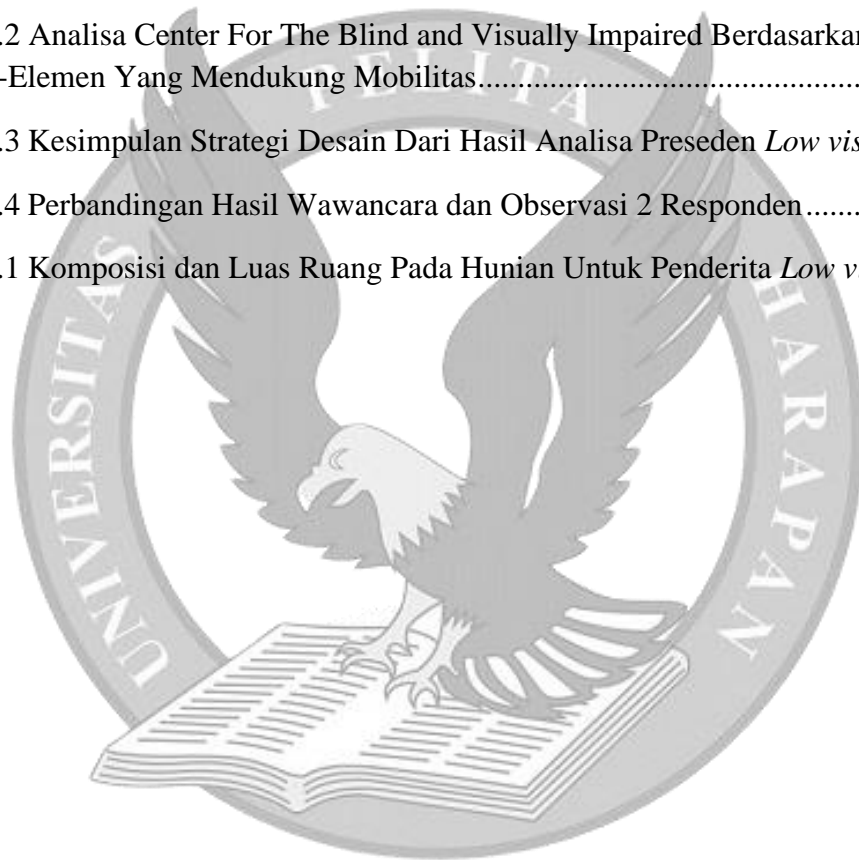 .2 Analisa Center For The Blind and Visually Impaired Berdasarkan
-Elemen Yang Mendukung Mobilitas............................................
.3 Kesimpulan Strategi Desain Dari Hasil Analisa Preseden Low vis
.4 Perbandingan Hasil Wawancara dan Observasi 2 Responden.......
.1 Komposisi dan Luas Ruang Pada Hunian Untuk Penderita Low v
UNIVERSITAS PELITA HARAPAN